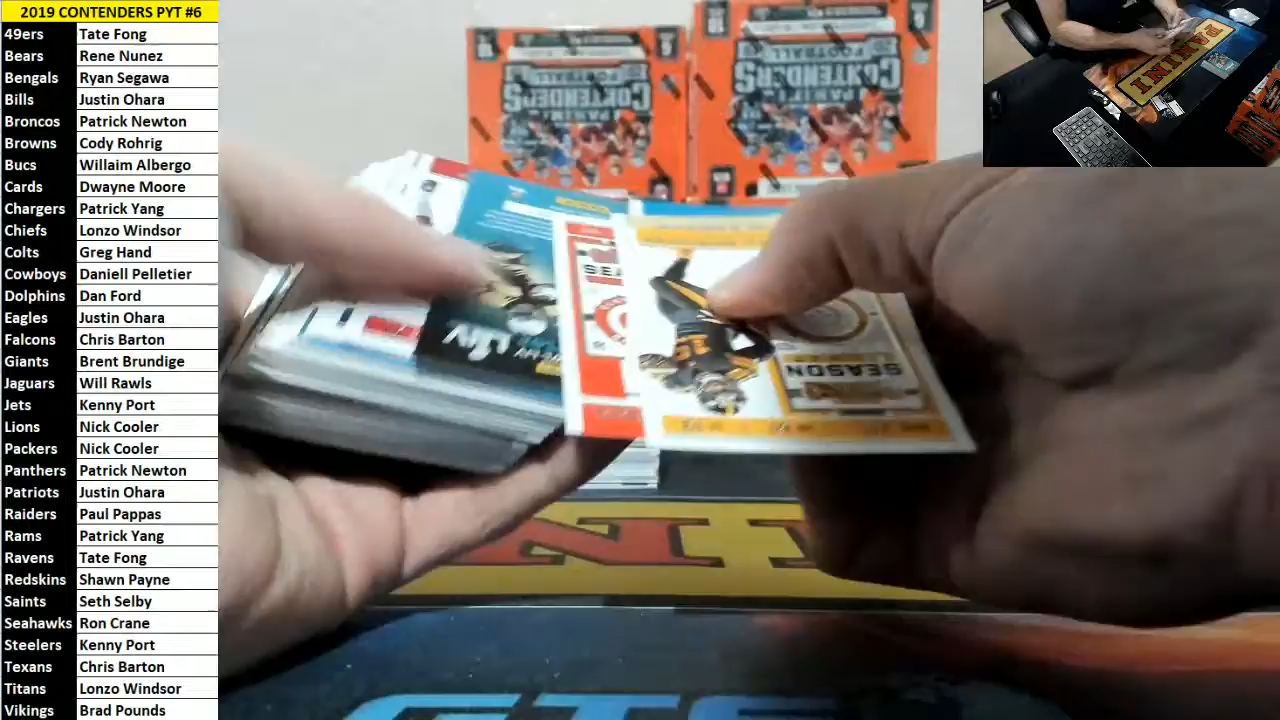 2019 CONTENDERS PYT #6
49ers Tate Fong
Bears Rene Nunez
Bengals Ryan Segawa
Bills Justin Ohara
Broncos Patrick Newton
Browns Cody Rohrig
Bucs Willaim Albergo
Cards Dwayne Moore
Chargers Patrick Yang
Chiefs Lonzo Windsor
Colts Greg Hand
Cowboys Daniell Pelletier
Dolphins Dan Ford
Eagles Justin Ohara
Falcons Chris Barton
Giants Brent Brundige
Jaguars Will Rawls
Jets Kenny Port
Lions Nick Cooler
Packers Nick Cooler
Panthers Patrick Newton
Patriots Justin Ohara
Raiders Paul Pappas
Rams Patrick Yang
Ravens Tate Fong
Redskins Shawn Payne
Saints Seth Selby
Seahawks Ron Crane
Steelers Kenny Port
Texans Chris Barton
Titans Lonzo Windsor
Vikings Brad Pounds
PANINI
CONTENDERS
FOOTBALL
PANINI
CONTENDERS
FOOTBALL
PANINI
SEASON